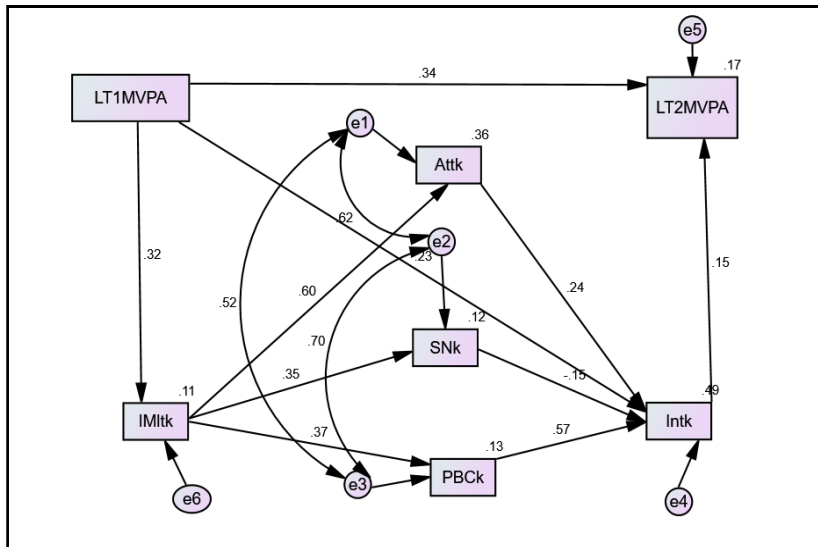 e5
.17
.34
LT1MVPA
LT2MVPA
e1
.36
Attk
.62
e2
.23
.32
.60
.24
.15
.52
.12
.70
SNk
.35
-.15
.11
.49
IMItk
.37
.57
Intk
.13
e3
PBCk
e6
e4